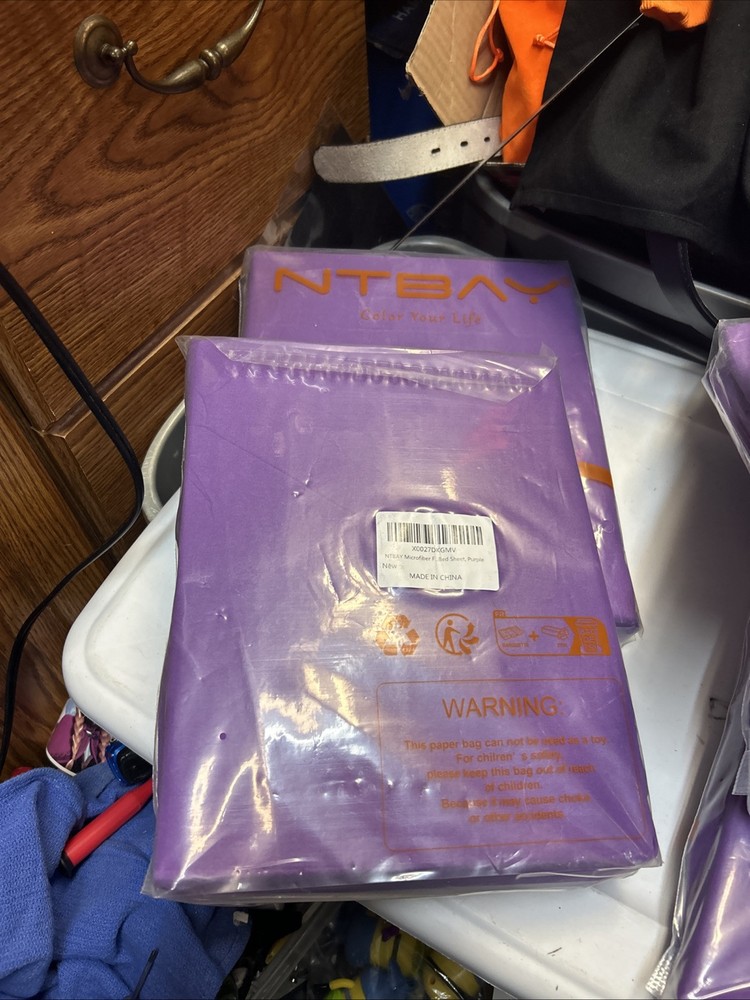 NTBAY
Color Your Life
X0027DXGMV
NTBAY Microfiber F Bed Sheet, Purple
New
MADE IN CHINA
WARNING:
This paper bag can not be used as a toy.
For chilren' s safety,
please keep this bag out of reach
of children.
Because it may cause choke
or other accidents.